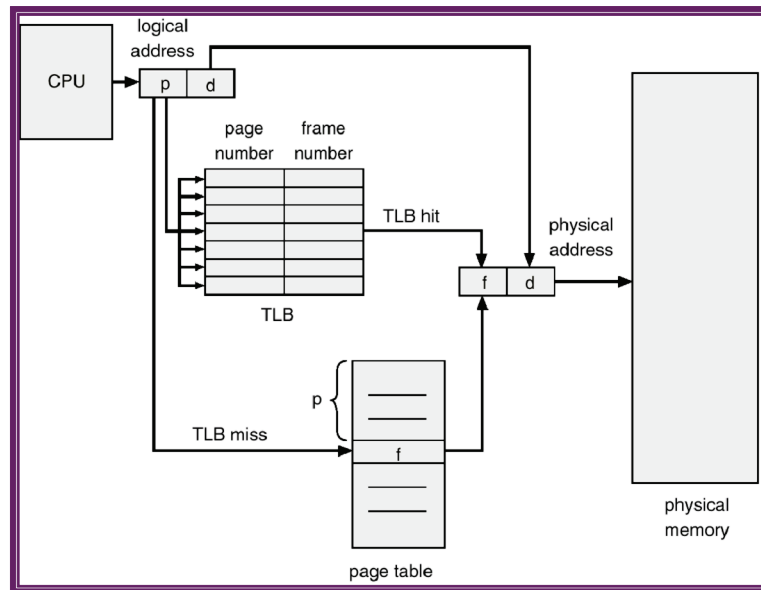 logical
address
CPU
p
d
page
number
frame
number
TLB hit
physical
address
f
d
TLB
p
TLB miss
f
physical
memory
page table